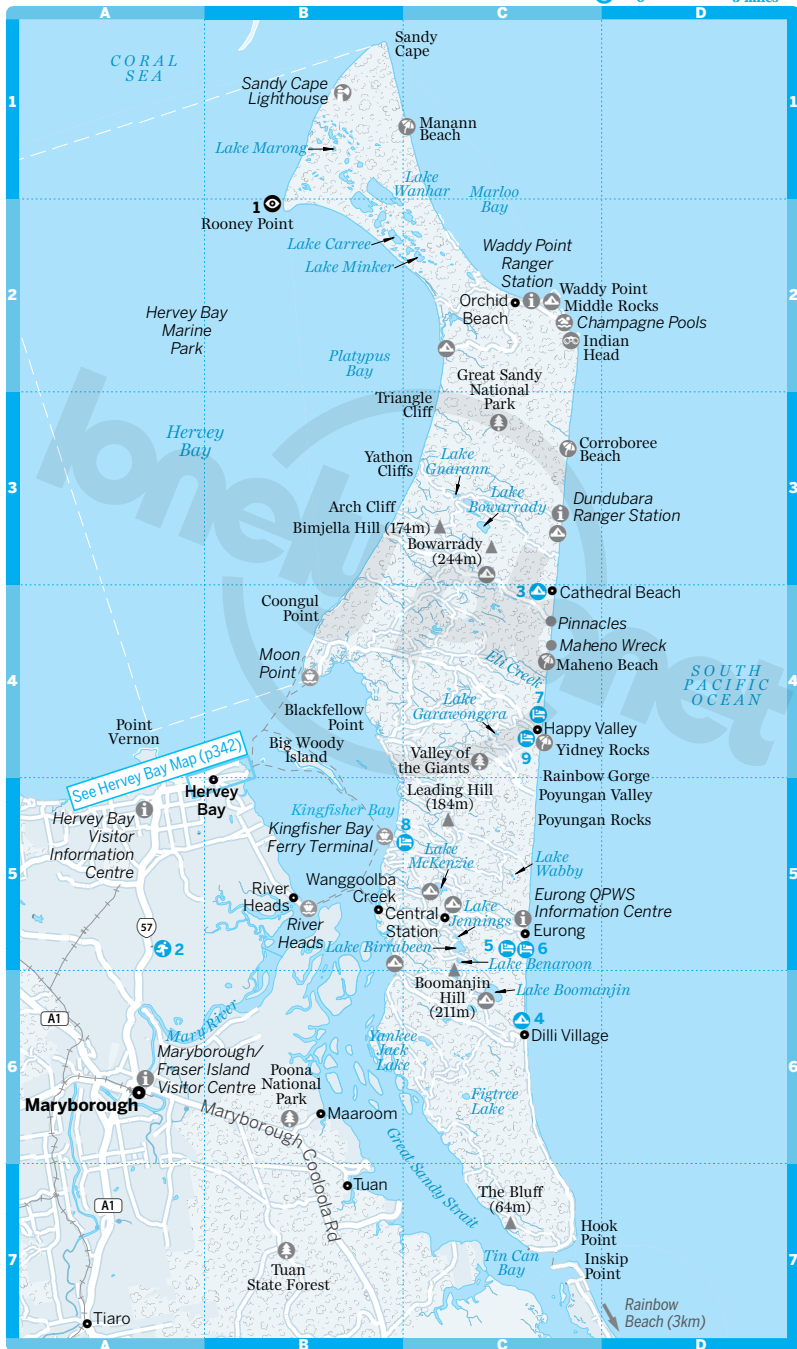 A
B
C
D
CORAL
SEA
Sandy
Cape
Sandy Cape
Lighthouse
1
1
Manann
Beach
Lake Marong
Lake
Wanhar
Marloo
Bay
1
Rooney Point
Lake Carree
Lake Minker
Waddy Point
Ranger
Station
Waddy Point
Orchid
Beach
Middle Rocks
Champagne Pools
Indian
Head
2
2
Hervey Bay
Marine
Park
Platypus
Bay
Great Sandy
National
Park
Triangle
Cliff
Hervey
Bay
Corroboree
Beach
Yathon
Cliffs
Lake
Gnarann
Lake
Bowarrady
3
3
Arch Cliff
Dundubara
Ranger Station
Bimjella Hill (174m)
Bowarrady
(244m)
lonely planet
3
Cathedral Beach
Coongul
Point
Pinnacles
Maheno Wreck
Maheno Beach
Moon
Point
Eli Creek
4
4
SOUTH
PACIFIC
OCEAN
Lake
Garawongera
7
Blackfellow
Point
Happy Valley
Point
Vernon
Big Woody
Island
9
Yidney Rocks
Valley of
the Giants
See Hervey Bay Map (p342)
Rainbow Gorge
Hervey
Bay
Leading Hill
(184m)
Poyungan Valley
Hervey Bay
Visitor
Information
Centre
Kingfisher Bay
Kingfisher Bay
Ferry Terminal
8
Poyungan Rocks
Lake
McKenzie
Lake
Wabby
5
5
River
Heads
Wanggoolba
Creek
Eurong QPWS
Information Centre
Central
Station
Lake
Jennings
River
Heads
Eurong
57
2
Lake Birrabeen
5
6
Lake Benaroon
Boomanjin
Hill
(211m)
Lake Boomanjin
A1
Mary River
4
Dilli Village
Yankee
Jack
Lake
Maryborough/
Fraser Island
Visitor Centre
6
6
Poona
National
Park
Figtree
Lake
Maryborough
Maaroom
Maryborough Cooloola Rd
Great Sandy Strait
Tuan
The Bluff
(64m)
A1
Hook
Point
Tin Can
Bay
Inskip
Point
7
7
Tuan
State Forest
Rainbow
Beach (3km)
Tiaro
A
B
C
D